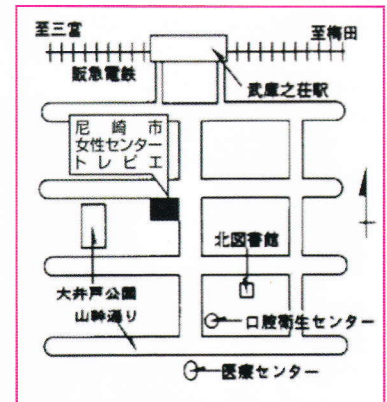 至三宮
至梅田
阪急電鉄
武庫之荘駅
尼崎市
女性センター
トレピエ
北図書館
大井戸公園
山幹通り
口腔衛生センター
医療センター